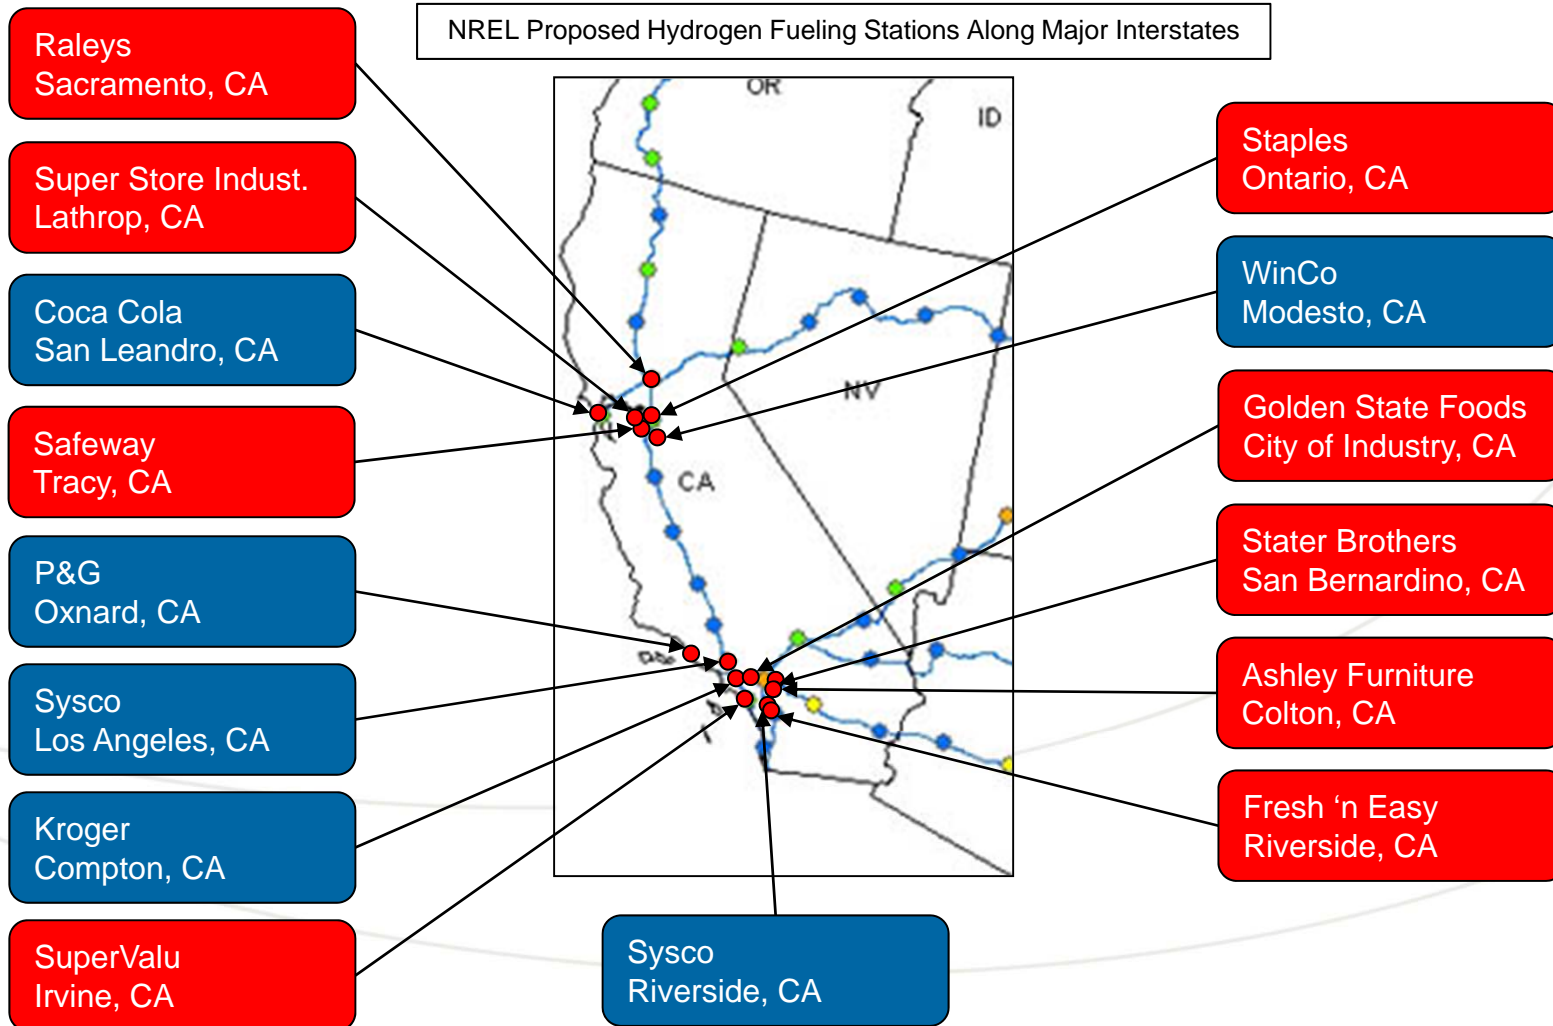 NREL Proposed Hydrogen Fueling Stations Along Major Interstates
Raleys
Sacramento, CA
Super Store Indust.
Lathrop, CA
Coca Cola
San Leandro, CA
Safeway
Tracy, CA
P&G
Oxnard, CA
Sysco
Los Angeles, CA
Kroger
Compton, CA
SuperValu
Irvine, CA
OR
ID
NV
CA
Staples
Ontario, CA
WinCo
Modesto, CA
Golden State Foods
City of Industry, CA
Stater Brothers
San Bernardino, CA
Ashley Furniture
Colton, CA
Fresh ‘n Easy
Riverside, CA
Sysco
Riverside, CA